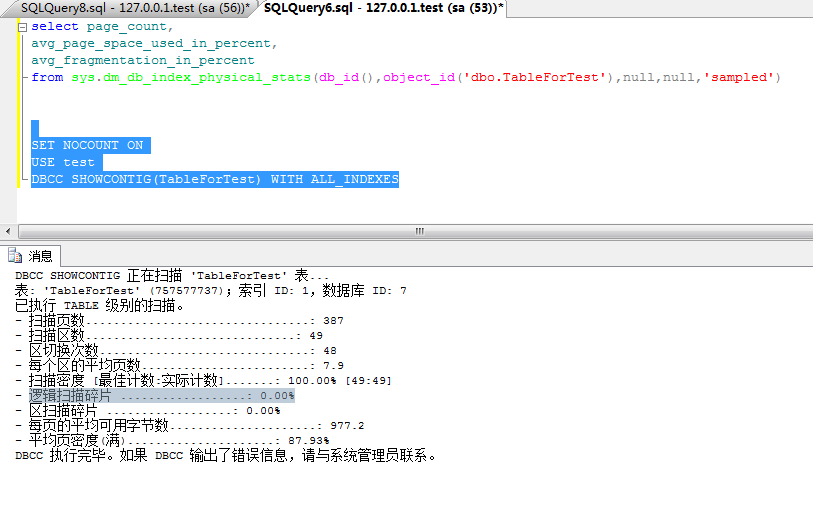 SQLQuery8.sql - 127.0.0.1.test (sa (56))* SQLQuery6.sql - 127.0.0.1.test (sa (53))*
select page_count,
avg_page_space_used_in_percent,
avg_fragmentation_in_percent
from sys.dm_db_index_physical_stats(db_id(),object_id('dbo.TableForTest'),null,null,'sampled')
SET NOCOUNT ON
USE test
DBCC SHOWCONTIG(TableForTest) WITH ALL_INDEXES
消息
DBCC SHOWCONTIG 正在扫描 'TableForTest' 表...
表: 'TableForTest' (757577737)；索引 ID: 1，数据库 ID: 7
已执行 TABLE 级别的扫描。
- 扫描页数................................: 387
- 扫描区数..............................: 49
- 区切换次数..............................: 48
- 每个区的平均页数........................: 7.9
- 扫描密度 [最佳计数:实际计数].......: 100.00% [49:49]
- 逻辑扫描碎片 ..................: 0.00%
- 区扫描碎片 ..................: 0.00%
- 每页的平均可用字节数.....................: 977.2
- 平均页密度(满).....................: 87.93%
DBCC 执行完毕。如果 DBCC 输出了错误信息，请与系统管理员联系。